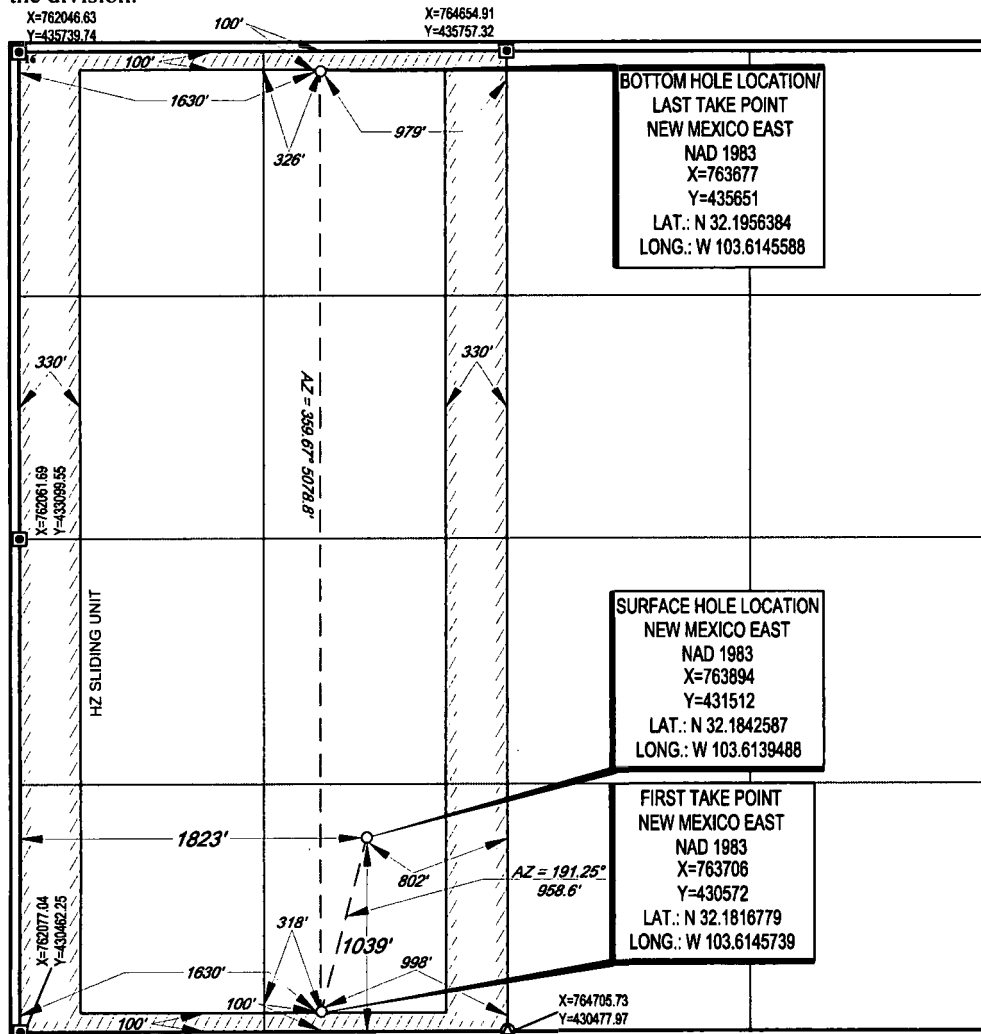 the division.
X=762046.63
Y=435739.74
X=764654.91
Y=435757.32
100'
100'
1630'
326'
979'
BOTTOM HOLE LOCATION/
LAST TAKE POINT
NEW MEXICO EAST
NAD 1983
X=763677
Y=435651
LAT.: N 32.1956384
LONG.: W 103.6145588
330'
330'
AZ = 359.67° 5078.8'
X=762061.69
Y=433099.55
HZ SLIDING UNIT
SURFACE HOLE LOCATION
NEW MEXICO EAST
NAD 1983
X=763894
Y=431512
LAT.: N 32.1842587
LONG.: W 103.6139488
1823'
802'
AZ = 191.25°
958.6'
FIRST TAKE POINT
NEW MEXICO EAST
NAD 1983
X=763706
Y=430572
LAT.: N 32.1816779
LONG.: W 103.6145739
X=762077.04
Y=430462.25
318'
1039'
998'
1630'
100'
100'
X=764705.73
Y=430477.97